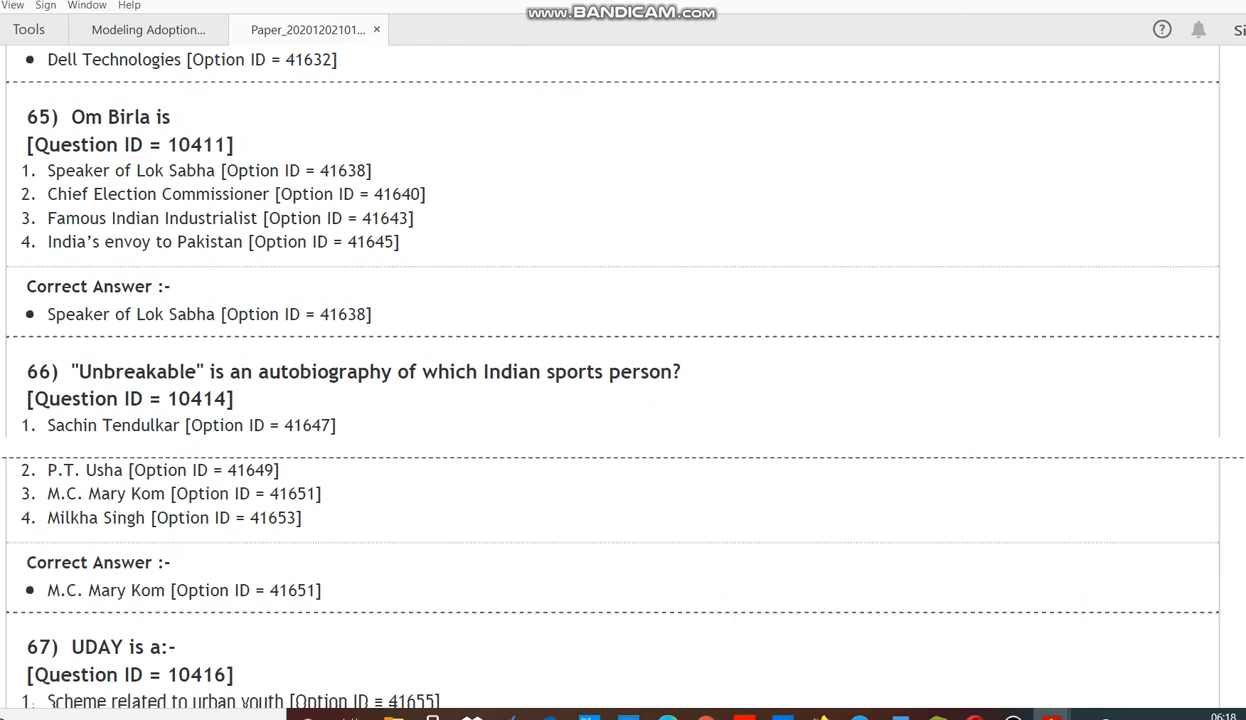 View Sign Window Help
www.BANDICAM.com
Tools Modeling Adoption... Paper_20201202101... × ?
• Dell Technologies [Option ID = 41632]
65) Om Birla is
[Question ID = 10411]
1. Speaker of Lok Sabha [Option ID = 41638]
2. Chief Election Commissioner [Option ID = 41640]
3. Famous Indian Industrialist [Option ID = 41643]
4. India’s envoy to Pakistan [Option ID = 41645]
Correct Answer :-
• Speaker of Lok Sabha [Option ID = 41638]
66) "Unbreakable" is an autobiography of which Indian sports person?
[Question ID = 10414]
1. Sachin Tendulkar [Option ID = 41647]
2. P.T. Usha [Option ID = 41649]
3. M.C. Mary Kom [Option ID = 41651]
4. Milkha Singh [Option ID = 41653]
Correct Answer :-
• M.C. Mary Kom [Option ID = 41651]
67) UDAY is a:-
[Question ID = 10416]
1. Scheme related to urban youth [Option ID = 41655]
06:18